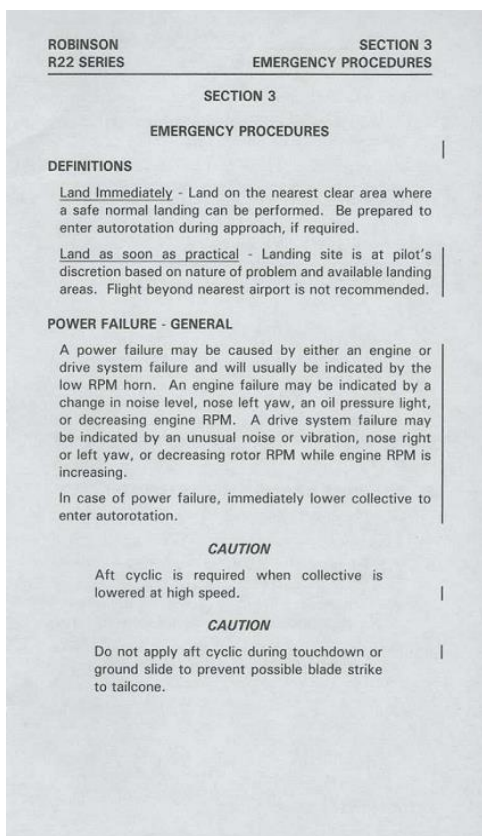 ROBINSON SECTION 3
R22 SERIES EMERGENCY PROCEDURES
SECTION 3
EMERGENCY PROCEDURES
DEFINITIONS
Land Immediately - Land on the nearest clear area where
a safe normal landing can be performed. Be prepared to
enter autorotation during approach, if required.
Land as soon as practical - Landing site is at pilot's
discretion based on nature of problem and available landing
areas. Flight beyond nearest airport is not recommended.
POWER FAILURE - GENERAL
A power failure may be caused by either an engine or
drive system failure and will usually be indicated by the
low RPM horn. An engine failure may be indicated by a
change in noise level, nose left yaw, an oil pressure light,
or decreasing engine RPM. A drive system failure may
be indicated by an unusual noise or vibration, nose right
or left yaw, or decreasing rotor RPM while engine RPM is
increasing.
In case of power failure, immediately lower collective to
enter autorotation.
CAUTION
Aft cyclic is required when collective is
lowered at high speed.
CAUTION
Do not apply aft cyclic during touchdown or
ground slide to prevent possible blade strike
to tailcone.